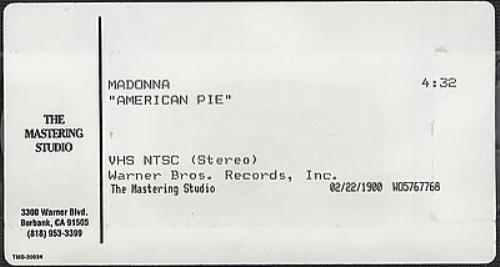 MADONNA 4:32
"AMERICAN PIE"
THE
MASTERING
STUDIO
VHS NTSC (Stereo)
Warner Bros. Records, Inc.
The Mastering Studio 02/22/1900 WO5767768
3300 Warner Blvd.
Burbank, CA 91505
(818) 953-3399
TMS-30034